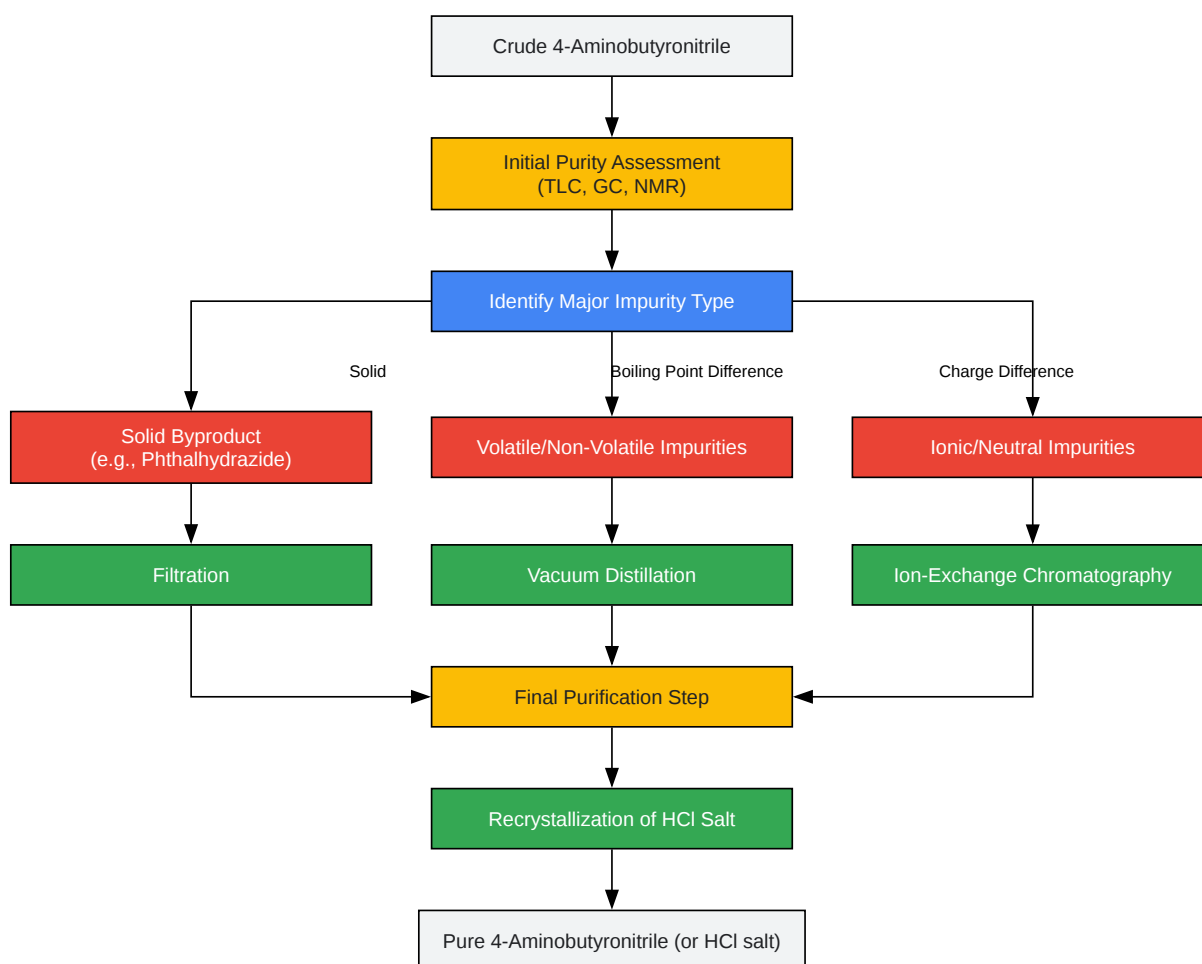 Crude 4-Aminobutyronitrile
Initial Purity Assessment
(TLC, GC, NMR)
Identify Major Impurity Type
Solid
Boiling Point Difference
Charge Difference
Solid Byproduct
(e.g., Phthalhydrazide)
Volatile/Non-Volatile Impurities
Ionic/Neutral Impurities
Filtration
Vacuum Distillation
Ion-Exchange Chromatography
Final Purification Step
Recrystallization of HCl Salt
Pure 4-Aminobutyronitrile (or HCl salt)